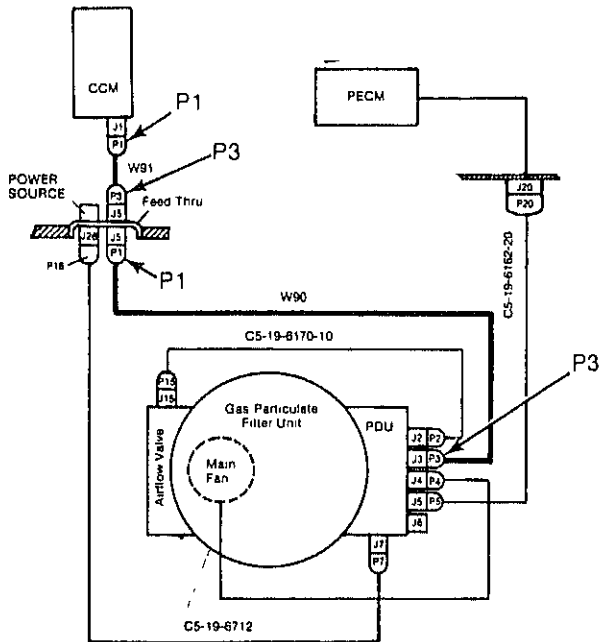 CCM
J1
P1
P1
W91
P3
P3
J5
Feed Thru
POWER
SOURCE
J28
J5
P18
P1
P1
PECM
J20
P20
C5-19-6162-20
W90
C5-19-6170-10
P15
J15
Airflow Valve
Gas Particulate
Filter Unit
Main
Fan
PDU
J2 P2
J3 P3
P3
J4 P4
J5 P5
J6
J7
P7
C5-19-6712